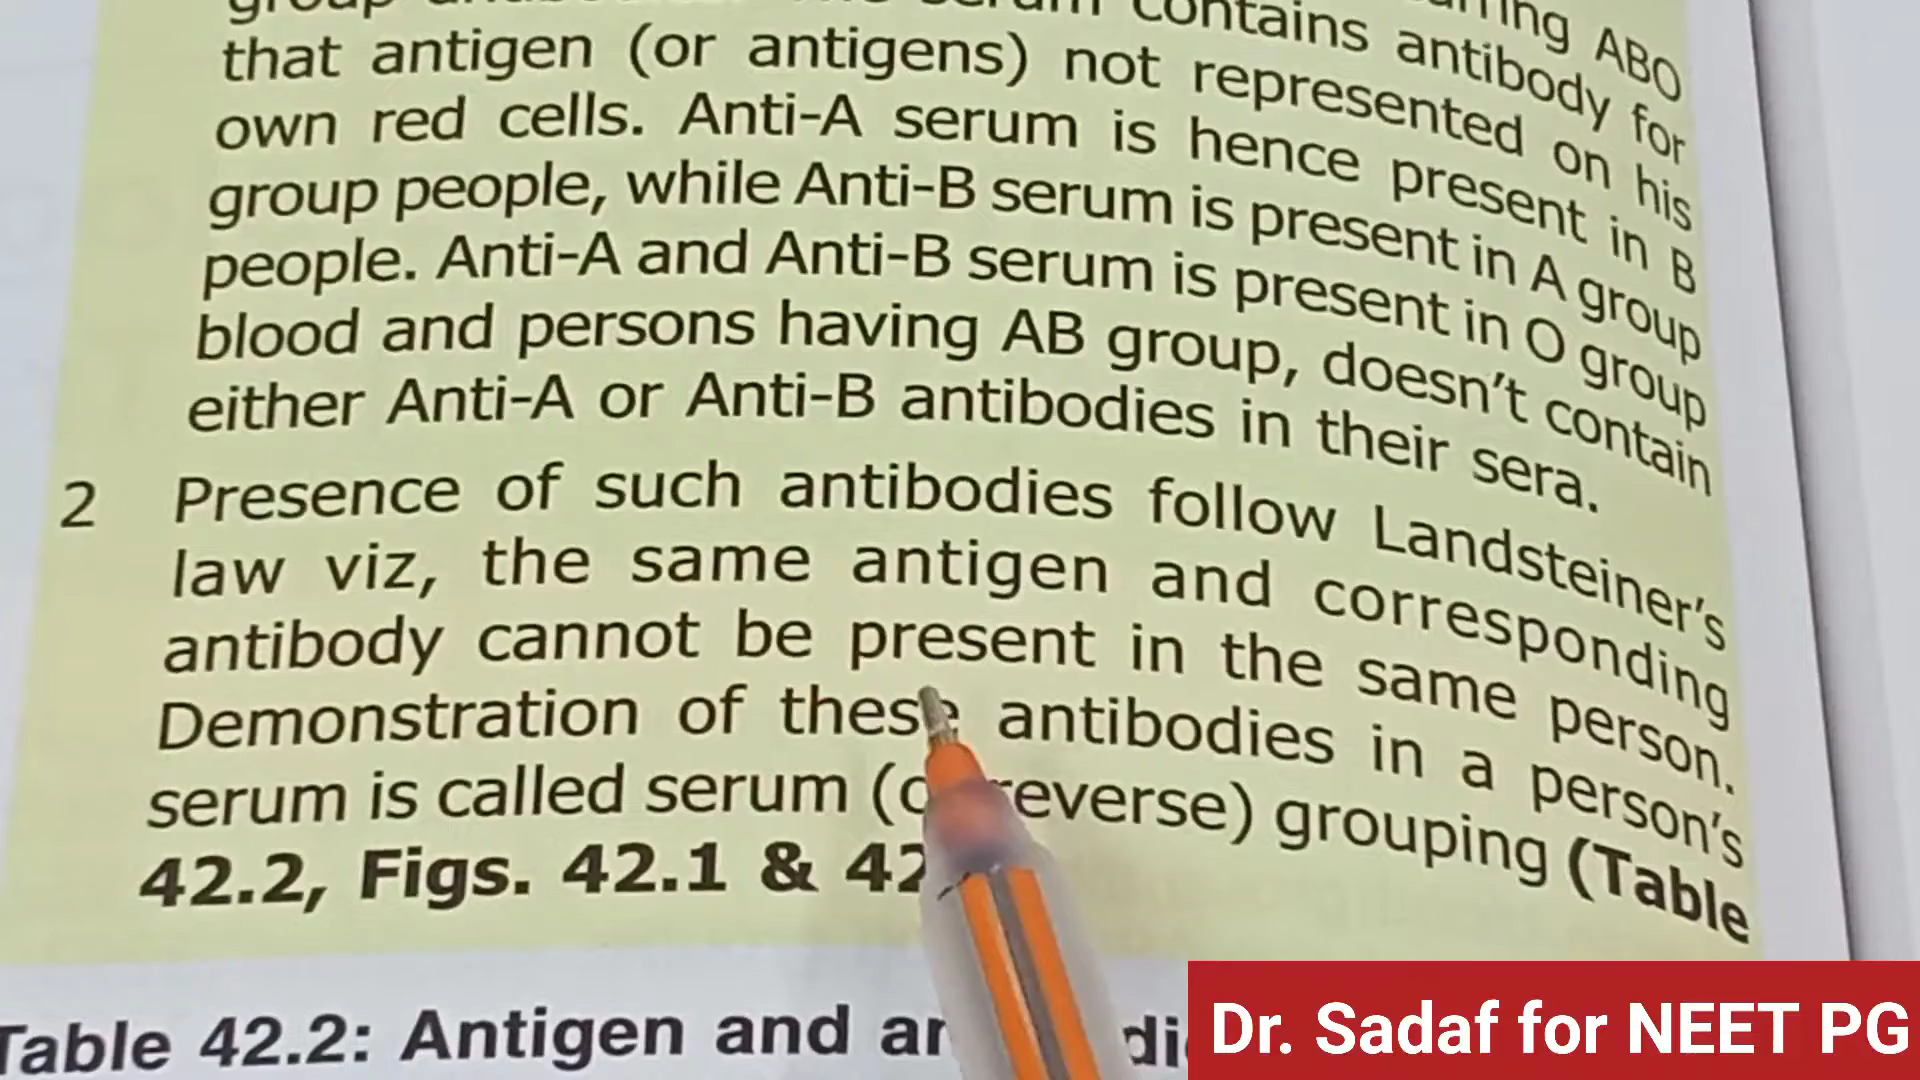 contains antibody for
that antigen (or antigens) not represented on his
own red cells. Anti-A serum is hence present in B
group people, while Anti-B serum is present in A group
people. Anti-A and Anti-B serum is present in O group
blood and persons having AB group, doesn't contain
either Anti-A or Anti-B antibodies in their sera.
2 Presence of such antibodies follow Landsteiner's
law viz, the same antigen and corresponding
antibody cannot be present in the same person.
Demonstration of these antibodies in a person's
serum is called serum reverse) grouping (Table
42.2, Figs. 42.1 &
Table 42.2: Antigen and
Dr. Sadaf for NEET PG